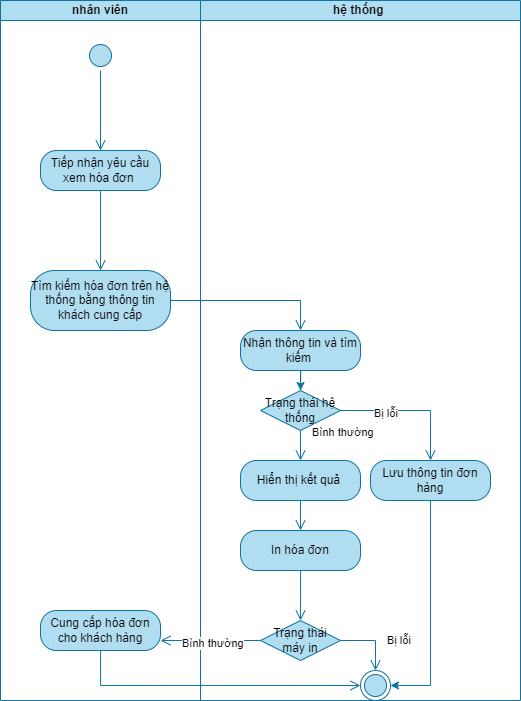 nhân viên
hệ thống
Tiếp nhận yêu cầu
xem hóa đơn
Tìm kiếm hóa đơn trên hệ
thống bằng thông tin
khách cung cấp
Nhận thông tin và tìm
kiếm
Trạng thái hệ
thống
Bị lỗi
Bình thường
Hiển thị kết quả
Lưu thông tin đơn
hàng
In hóa đơn
Cung cấp hóa đơn
cho khách hàng
Bình thường
Trạng thái
máy in
Bị lỗi